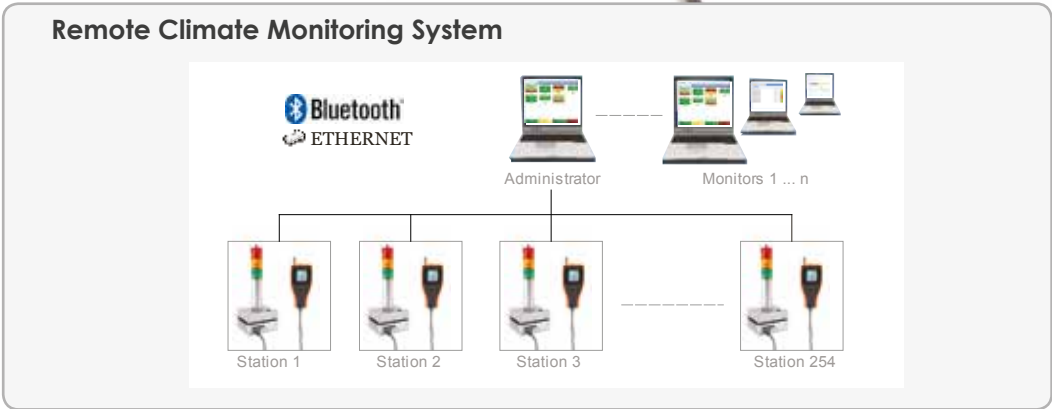 Remote Climate Monitoring System
Bluetooth
ETHERNET
Administrator
Monitors 1 ... n
Station 1
Station 2
Station 3
Station 254